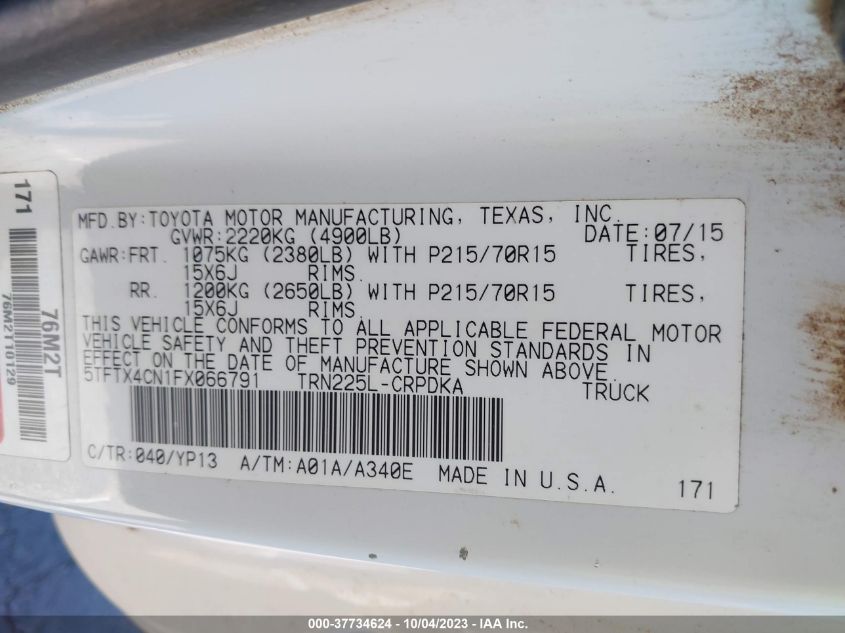 171
76M2T
76M2T10129
MFD. BY: TOYOTA MOTOR MANUFACTURING, TEXAS, INC.
GVWR: 2220KG (4900LB) DATE: 07/15
GAWR: FRT. 1075KG (2380LB) WITH P215/70R15 TIRES,
15X6J RIMS.
RR. 1200KG (2650LB) WITH P215/70R15 TIRES,
15X6J RIMS.
THIS VEHICLE CONFORMS TO ALL APPLICABLE FEDERAL MOTOR
VEHICLE SAFETY AND THEFT PREVENTION STANDARDS IN
EFFECT ON THE DATE OF MANUFACTURE SHOWN ABOVE.
5TFTX4CN1FX066791 TRN225L-CRPDKA TRUCK
C/TR: 040/YP13 A/TM: A01A/A340E MADE IN U.S.A. 171
000-37734624 - 10/04/2023 - IAA Inc.